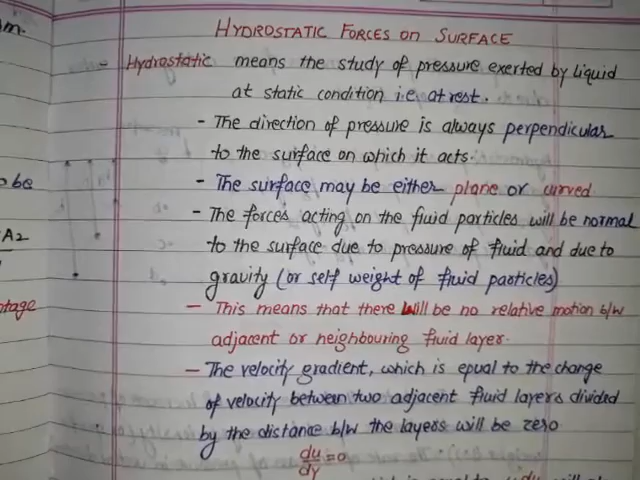 HYDROSTATIC FORCES ON SURFACE
m.
- Hydrostatic means the study of pressure exerted by liquid
at static condition i.e. at rest.
- The direction of pressure is always perpendicular
to the surface on which it acts.
o be
- The surface may be either plane or curved
- The forces acting on the fluid particles will be normal
A2
to the surface due to pressure of fluid and due to
gravity (or self weight of fluid particles)
otage
- This means that there will be no relative motion b/w
adjacent or neighbouring fluid layer.
- The velocity gradient, which is epual to the change
of velocity between two adjacent fluid layers divided
by the distance b/w the layers will be zero
du/dy = 0